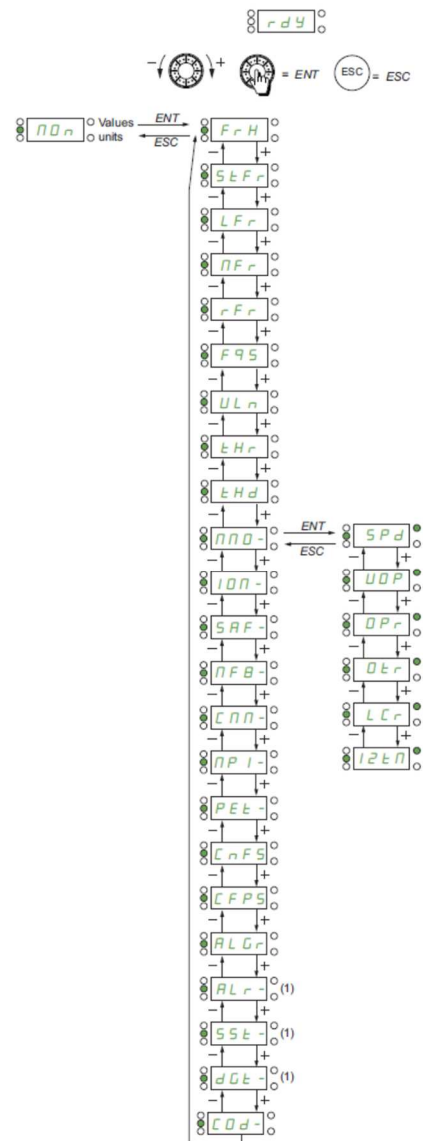 rdY
- + = ENT ESC = ESC
MOn Values units ENT ESC FrH
- +
StFr
- +
LFr
- +
MFr
- +
rFr
- +
FqS
- +
ULn
- +
tHr
- +
tHd
- +
MMO- ENT ESC SPd
- +
IOM- UOP
- +
SAF- OPr
- +
MFB- Otr
- +
CMM- LCr
- +
MPI- I2tM
- +
PEt-
- +
CnFS
- +
CFPS
- +
ALGr
- +
ALr- (1)
- +
SSt- (1)
- +
dGt- (1)
- +
COd-